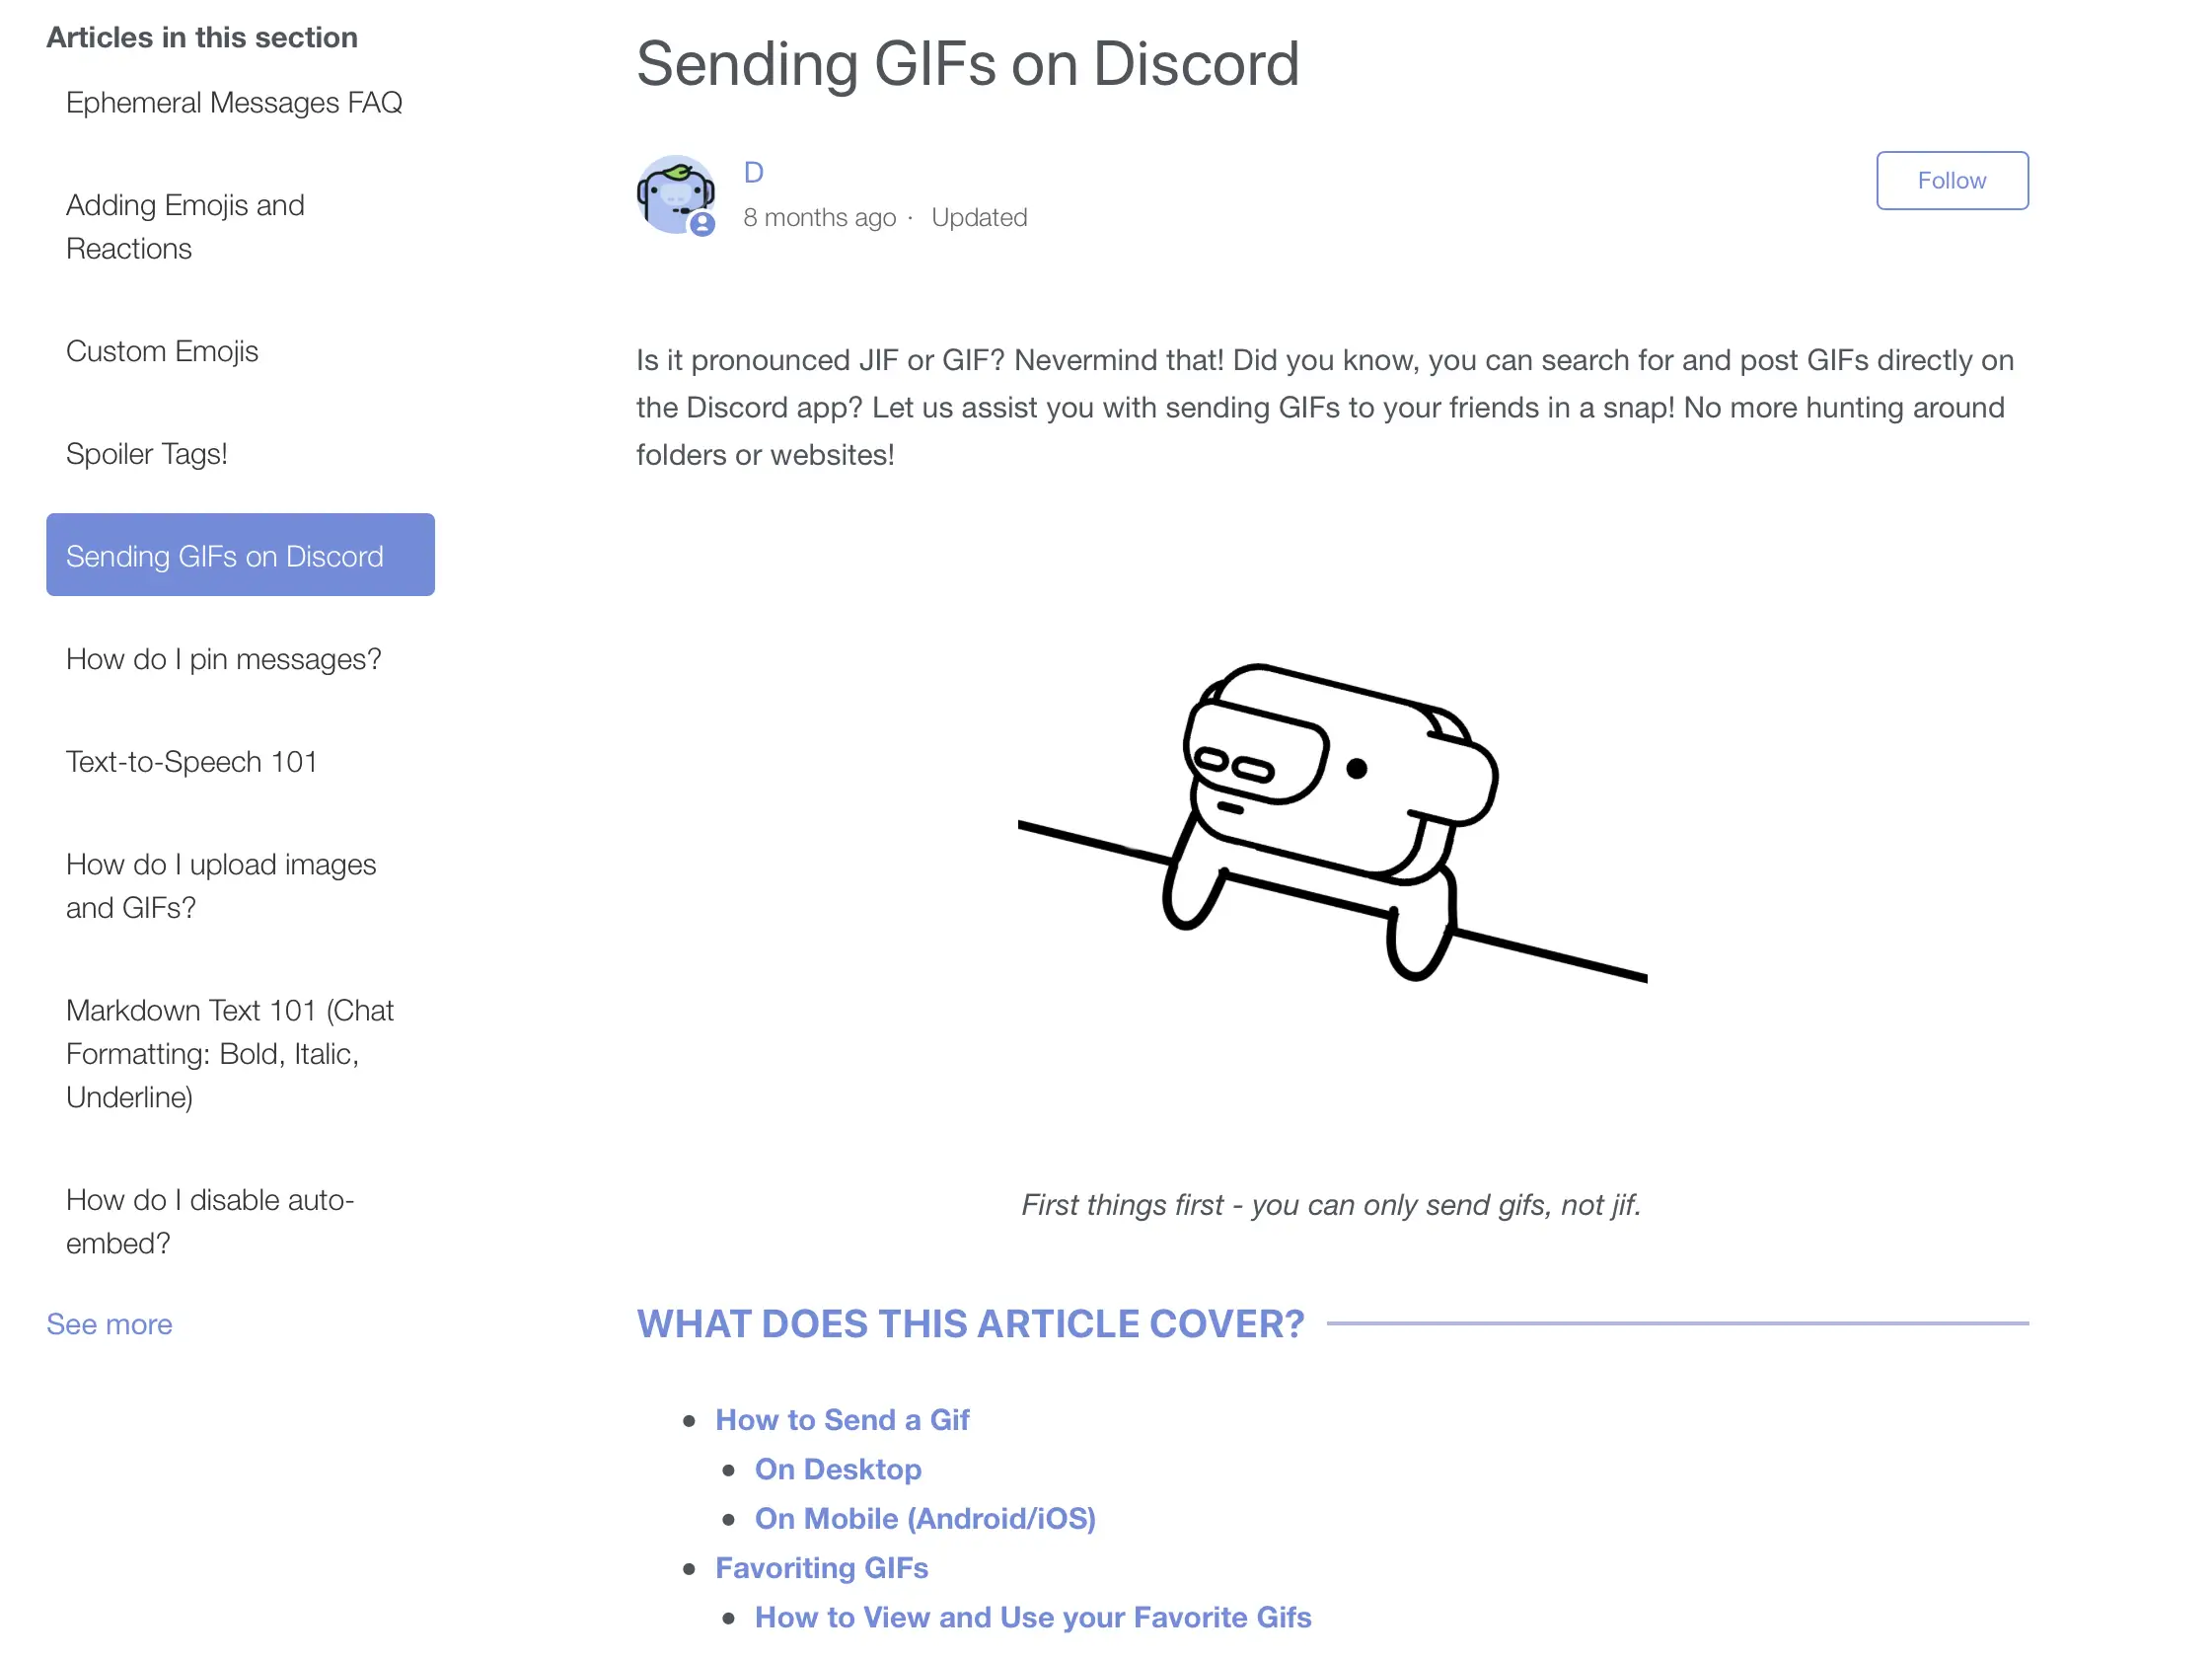 Articles in this section
Ephemeral Messages FAQ
Adding Emojis and
Reactions
Custom Emojis
Spoiler Tags!
Sending GIFs on Discord
How do I pin messages?
Text-to-Speech 101
How do I upload images
and GIFs?
Markdown Text 101 (Chat
Formatting: Bold, Italic,
Underline)
How do I disable auto-
embed?
See more
Sending GIFs on Discord
D
8 months ago · Updated
Follow
Is it pronounced JIF or GIF? Nevermind that! Did you know, you can search for and post GIFs directly on
the Discord app? Let us assist you with sending GIFs to your friends in a snap! No more hunting around
folders or websites!
First things first - you can only send gifs, not jif.
WHAT DOES THIS ARTICLE COVER?
How to Send a Gif
On Desktop
On Mobile (Android/iOS)
Favoriting GIFs
How to View and Use your Favorite Gifs